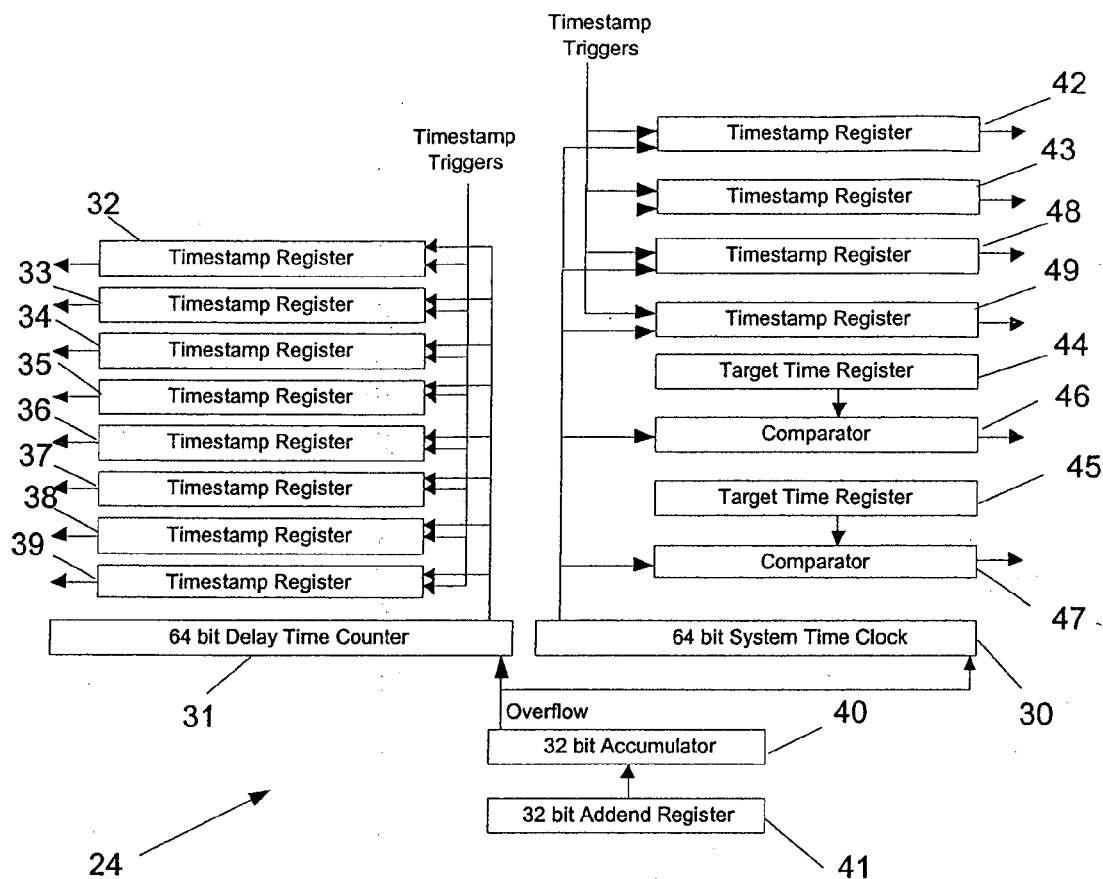 Timestamp
Triggers
42
Timestamp Register
43
Timestamp Register
48
Timestamp Register
49
Timestamp Register
44
Target Time Register
46
Comparator
45
Target Time Register
Comparator
47
64 bit System Time Clock
30
Timestamp
Triggers
32
Timestamp Register
33
Timestamp Register
34
Timestamp Register
35
Timestamp Register
36
Timestamp Register
37
Timestamp Register
38
Timestamp Register
39
Timestamp Register
64 bit Delay Time Counter
31
Overflow
40
32 bit Accumulator
32 bit Addend Register
41
24